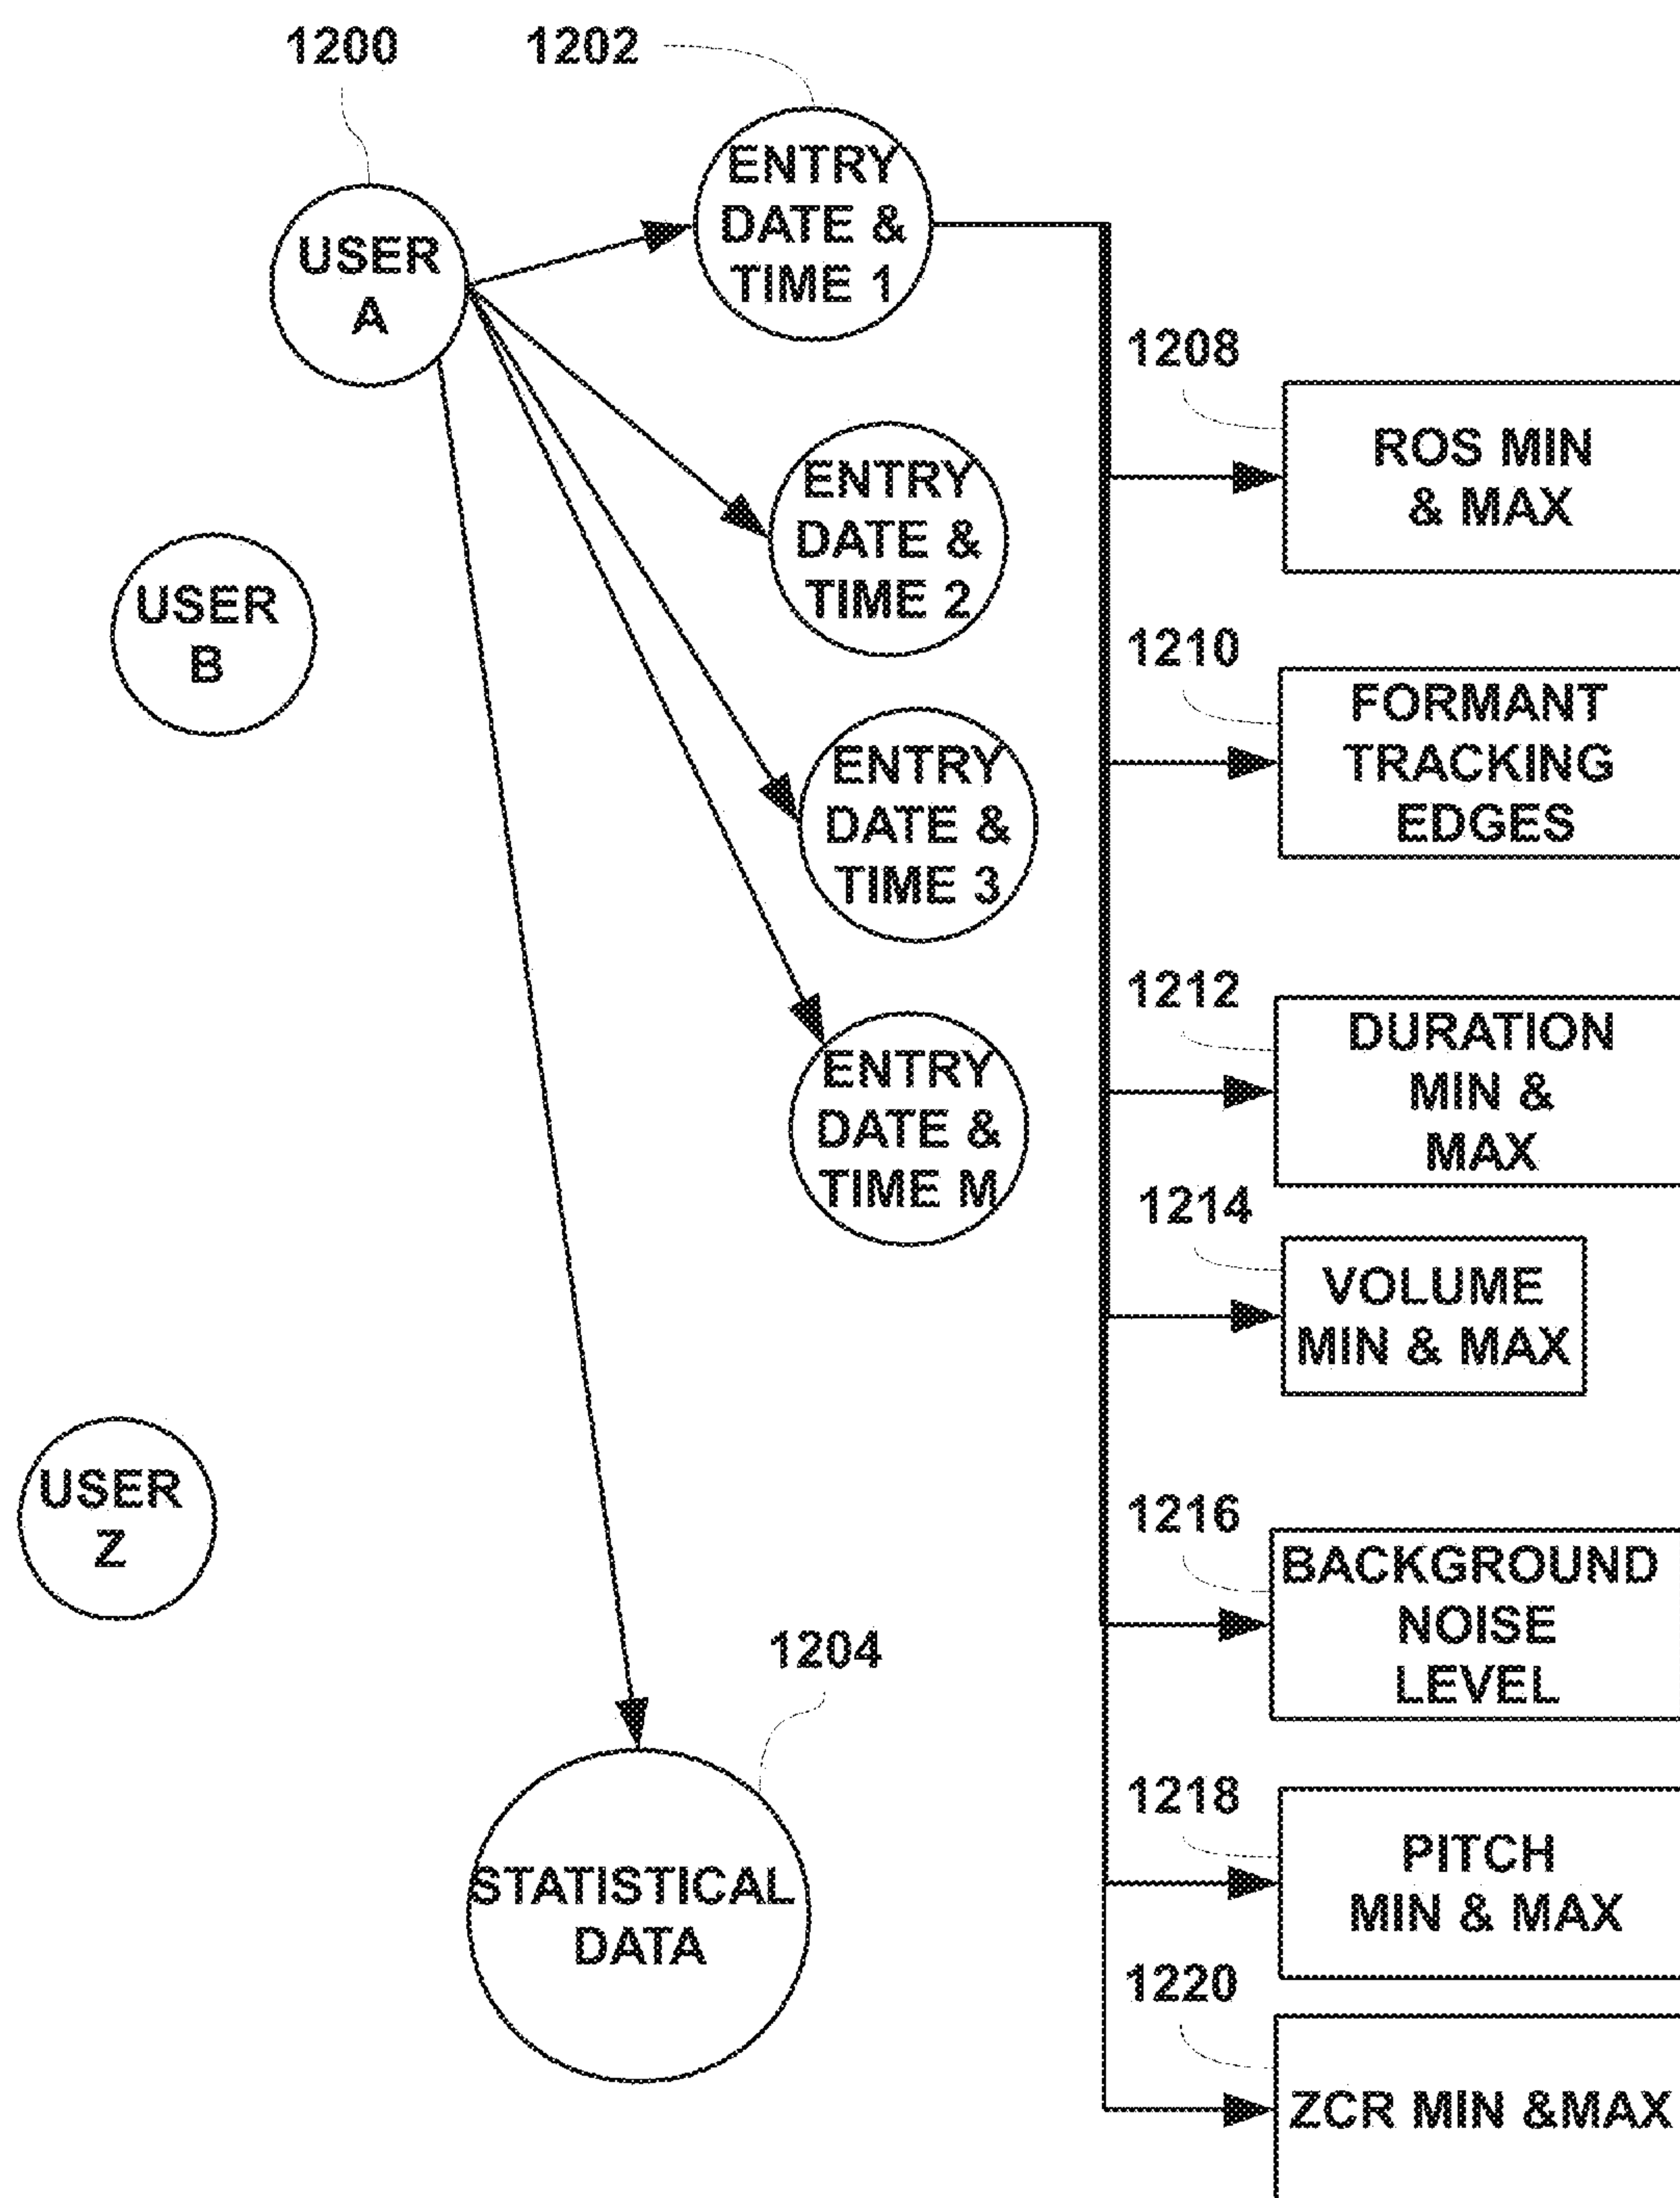 1200
1202
USER
A
ENTRY
DATE &
TIME 1
1208
ROS MIN
& MAX
ENTRY
DATE &
TIME 2
USER
B
1210
FORMANT
TRACKING
EDGES
ENTRY
DATE &
TIME 3
1212
DURATION
MIN &
MAX
ENTRY
DATE &
TIME M
1214
VOLUME
MIN & MAX
USER
Z
1216
BACKGROUND
NOISE
LEVEL
1204
STATISTICAL
DATA
1218
PITCH
MIN & MAX
1220
ZCR MIN &MAX